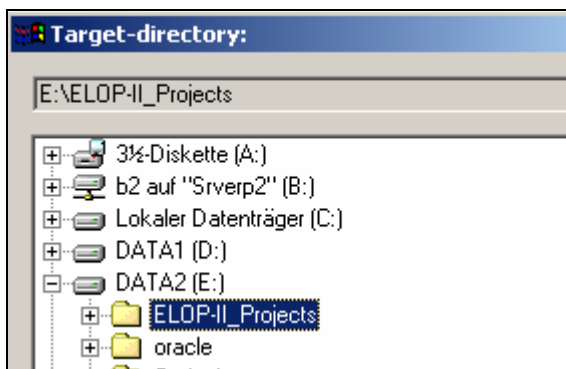 Target-directory:
E:\ELOP-II_Projects
3½-Diskette (A:)
b2 auf "Srverp2" (B:)
Lokaler Datenträger (C:)
DATA1 (D:)
DATA2 (E:)
ELOP-II_Projects
oracle